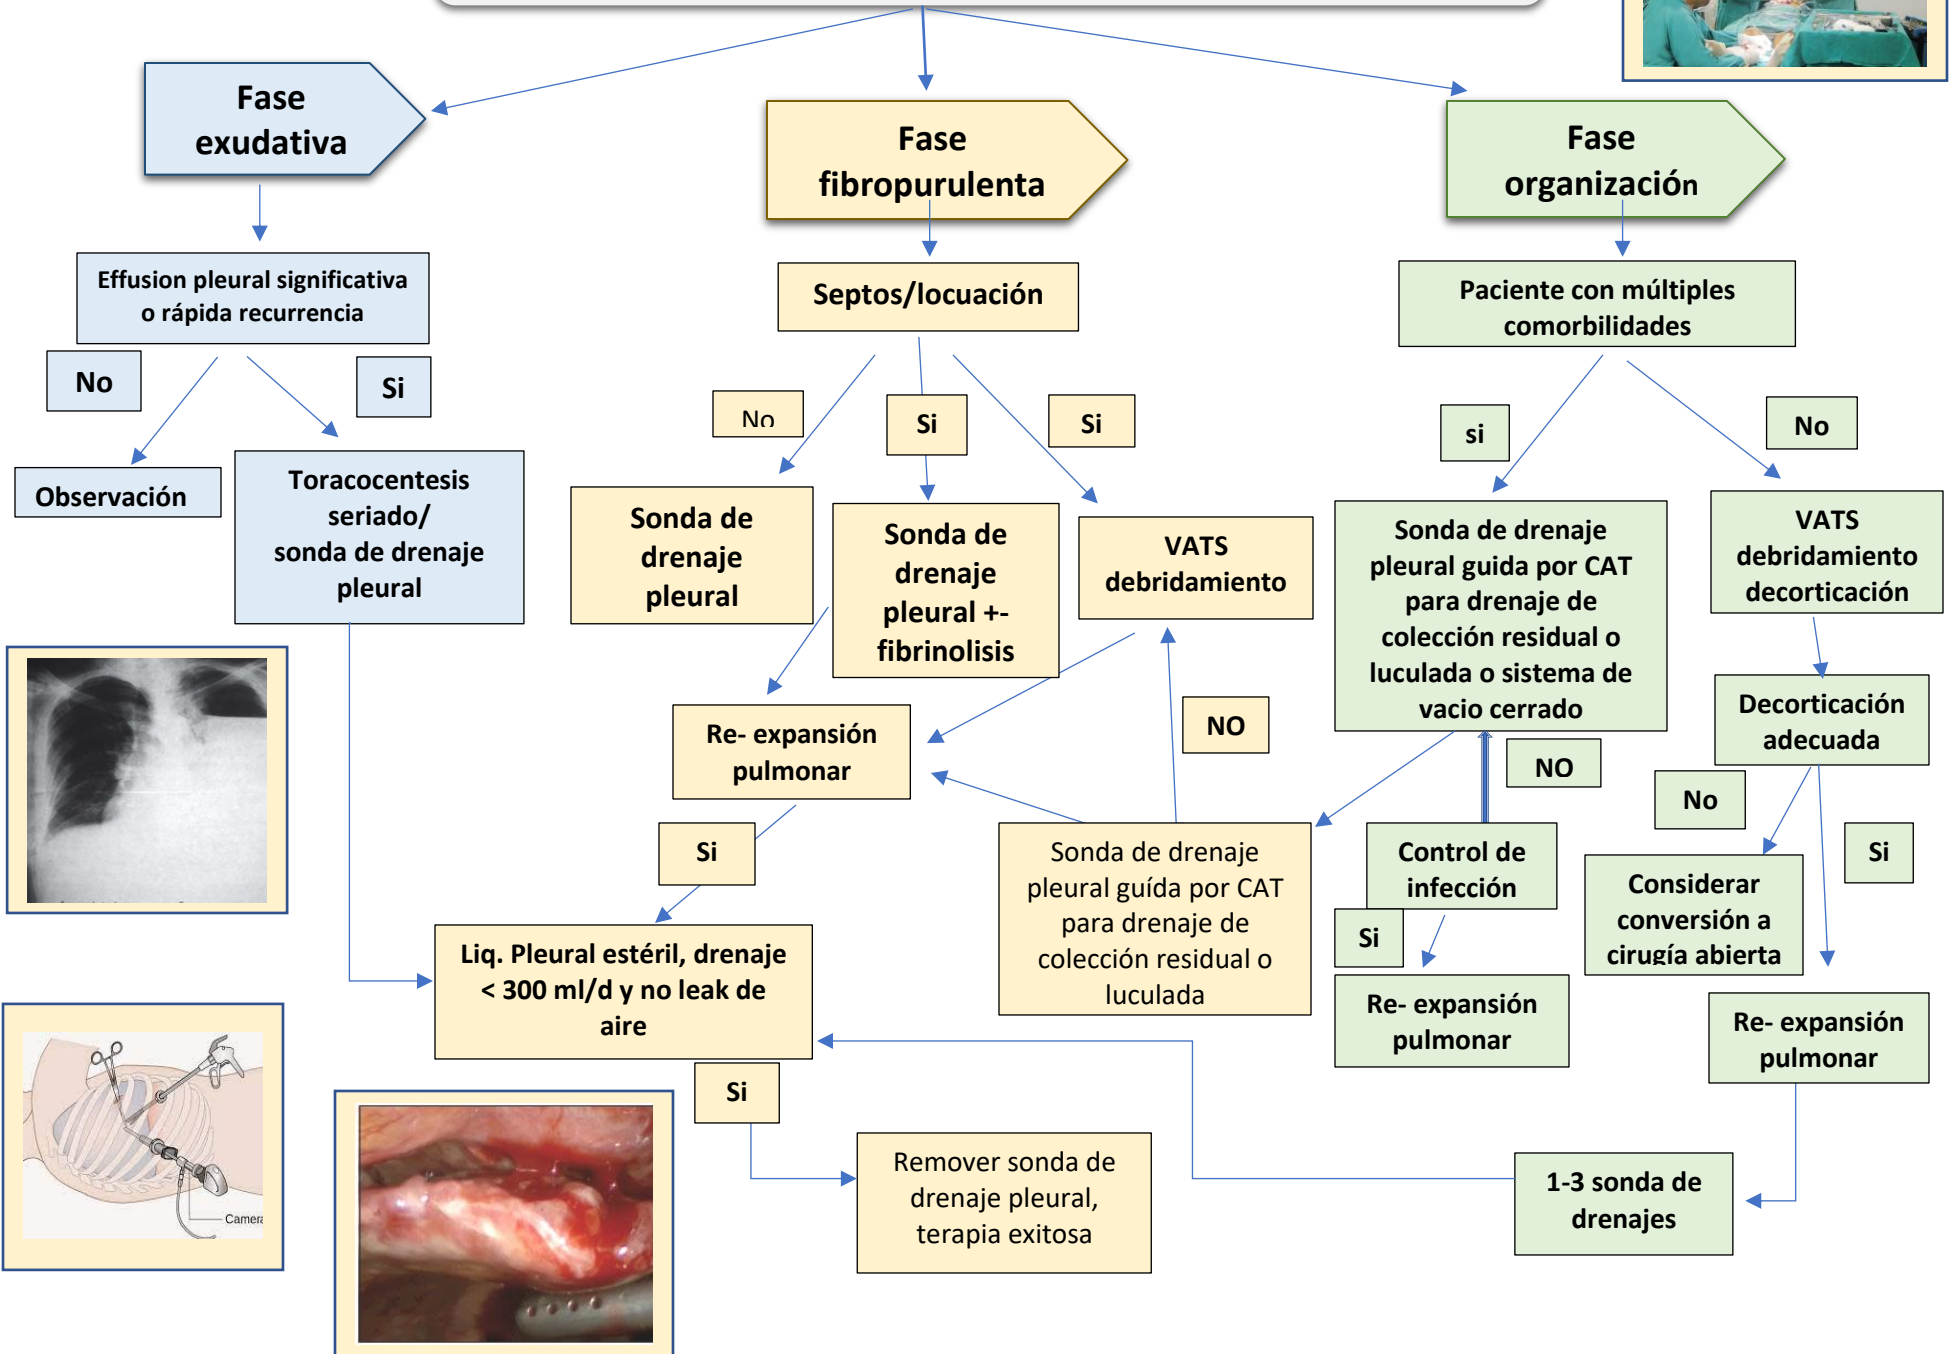 Fase
exudativa
Fase
fibropurulenta
Fase
organización
Effusion pleural significativa
o rápida recurrencia
No
Si
Observación
Toracocentesis
seriado/
sonda de drenaje
pleural
Septos/locuación
No
Si
Si
Sonda de
drenaje
pleural
Sonda de
drenaje
pleural +-
fibrinolisis
VATS
debridamiento
Re- expansión
pulmonar
NO
Si
Sonda de drenaje
pleural guída por CAT
para drenaje de
colección residual o
luculada
Liq. Pleural estéril, drenaje
< 300 ml/d y no leak de
aire
Si
Remover sonda de
drenaje pleural,
terapia exitosa
Paciente con múltiples
comorbilidades
si
No
Sonda de drenaje
pleural guida por CAT
para drenaje de
colección residual o
luculada o sistema de
vacio cerrado
NO
Control de
infección
Si
Re- expansión
pulmonar
VATS
debridamiento
decorticación
Decorticación
adecuada
No
Si
Considerar
conversión a
cirugía abierta
Re- expansión
pulmonar
1-3 sonda de
drenajes
Camera